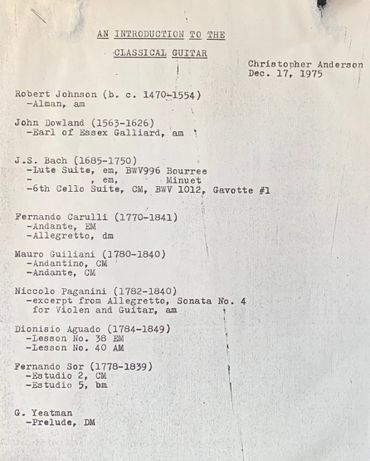 AN INTRODUCTION TO THE
CLASSICAL GUITAR
Christopher Anderson
Dec. 17, 1975
Robert Johnson (b. c. 1470-1554)
-Alman, am
John Dowland (1563-1626)
-Earl of Essex Galliard, am
J.S. Bach (1685-1750)
-Lute Suite, em, BWV996 Bourree
- , em, Minuet
-6th Cello Suite, CM, BWV 1012, Gavotte #1
Fernando Carulli (1770-1841)
-Andante, EM
-Allegretto, dm
Mauro Guiliani (1780-1840)
-Andantino, CM
-Andante, CM
Niccolo Paganini (1782-1840)
-excerpt from Allegretto, Sonata No. 4
for Violen and Guitar, am
Dionisio Aguado (1784-1849)
-Lesson No. 38 EM
-Lesson No. 40 AM
Fernando Sor (1778-1839)
-Estudio 2, CM
-Estudio 5, bm
G. Yeatman
-Prelude, DM